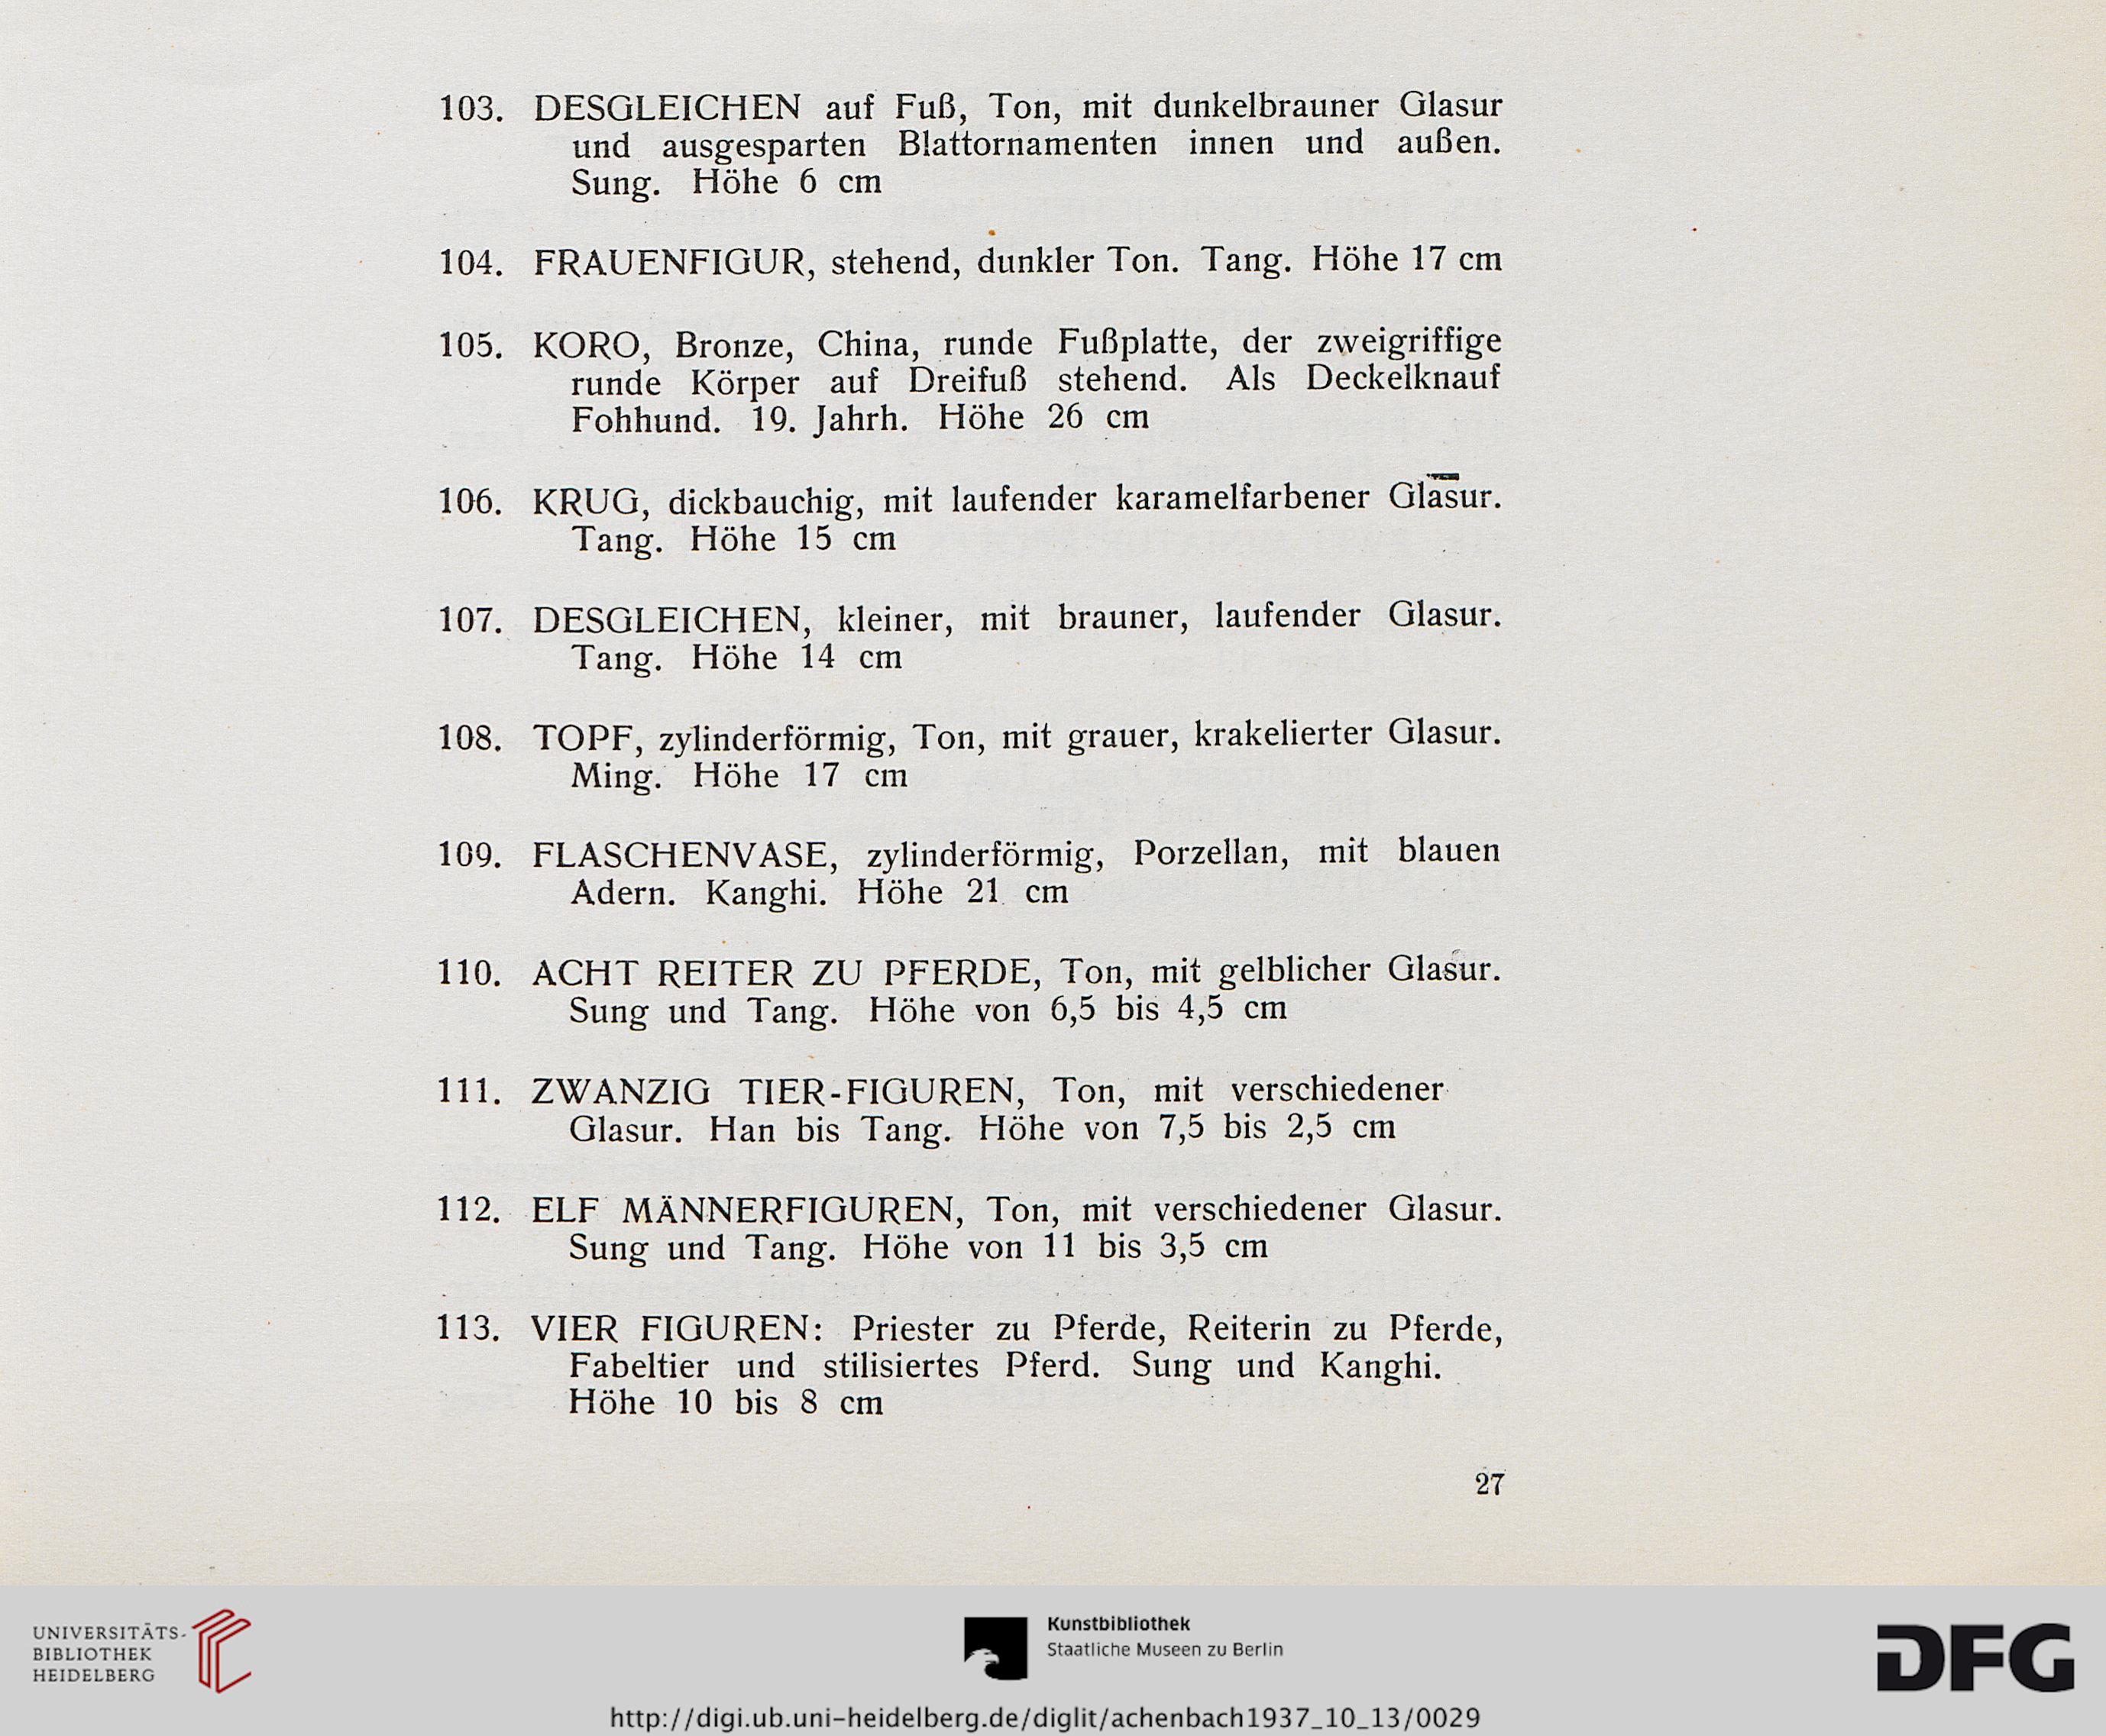 103. DESGLEICHEN auf Fuß, Ton, mit dunkelbrauner Glasur
und ausgesparten Blattornamenten innen und außen.
Sung. Höhe 6 cm
104. FRAUENFIGUR, stehend, dunkler Ton. Tang. Höhe 17 cm
105. KORO, Bronze, China, runde Fußplatte, der zweigriffige
runde Körper auf Dreifuß stehend. Als Deckelknauf
Fohhund. 19. Jahrh. Höhe 26 cm
106. KRUG, dickbauchig, mit laufender karamelfarbener Glasur.
Tang. Höhe 15 cm
107. DESGLEICHEN, kleiner, mit brauner, laufender Glasur.
Tang. Höhe 14 cm
108. TOPF, zylinderförmig, Ton, mit grauer, krakelierter Glasur.
Ming. Höhe 17 cm
109. FLASCHENVASE, zylinderförmig, Porzellan, mit blauen
Adern. Kanghi. Höhe 21 cm
110. ACHT REITER ZU PFERDE, Ton, mit gelblicher Glasur.
Sung und Tang. Höhe von 6,5 bis 4,5 cm
111. ZWANZIG TIER-FIGUREN, Ton, mit verschiedener
Glasur. Han bis Tang. Höhe von 7,5 bis 2,5 cm
112. ELF MÄNNERFIGUREN, Ton, mit verschiedener Glasur.
Sung und Tang. Höhe von 11 bis 3,5 cm
113. VIER FIGUREN: Priester zu Pferde, Reiterin zu Pferde,
Fabeltier und stilisiertes Pferd. Sung und Kanghi.
Höhe 10 bis 8 cm
27
UNIVERSITÄTS-
BIBLIOTHEK
HEIDELBERG
Kunstbibliothek
Staatliche Museen zu Berlin
DFG
http://digi.ub.uni-heidelberg.de/diglit/achenbach1937_10_13/0029